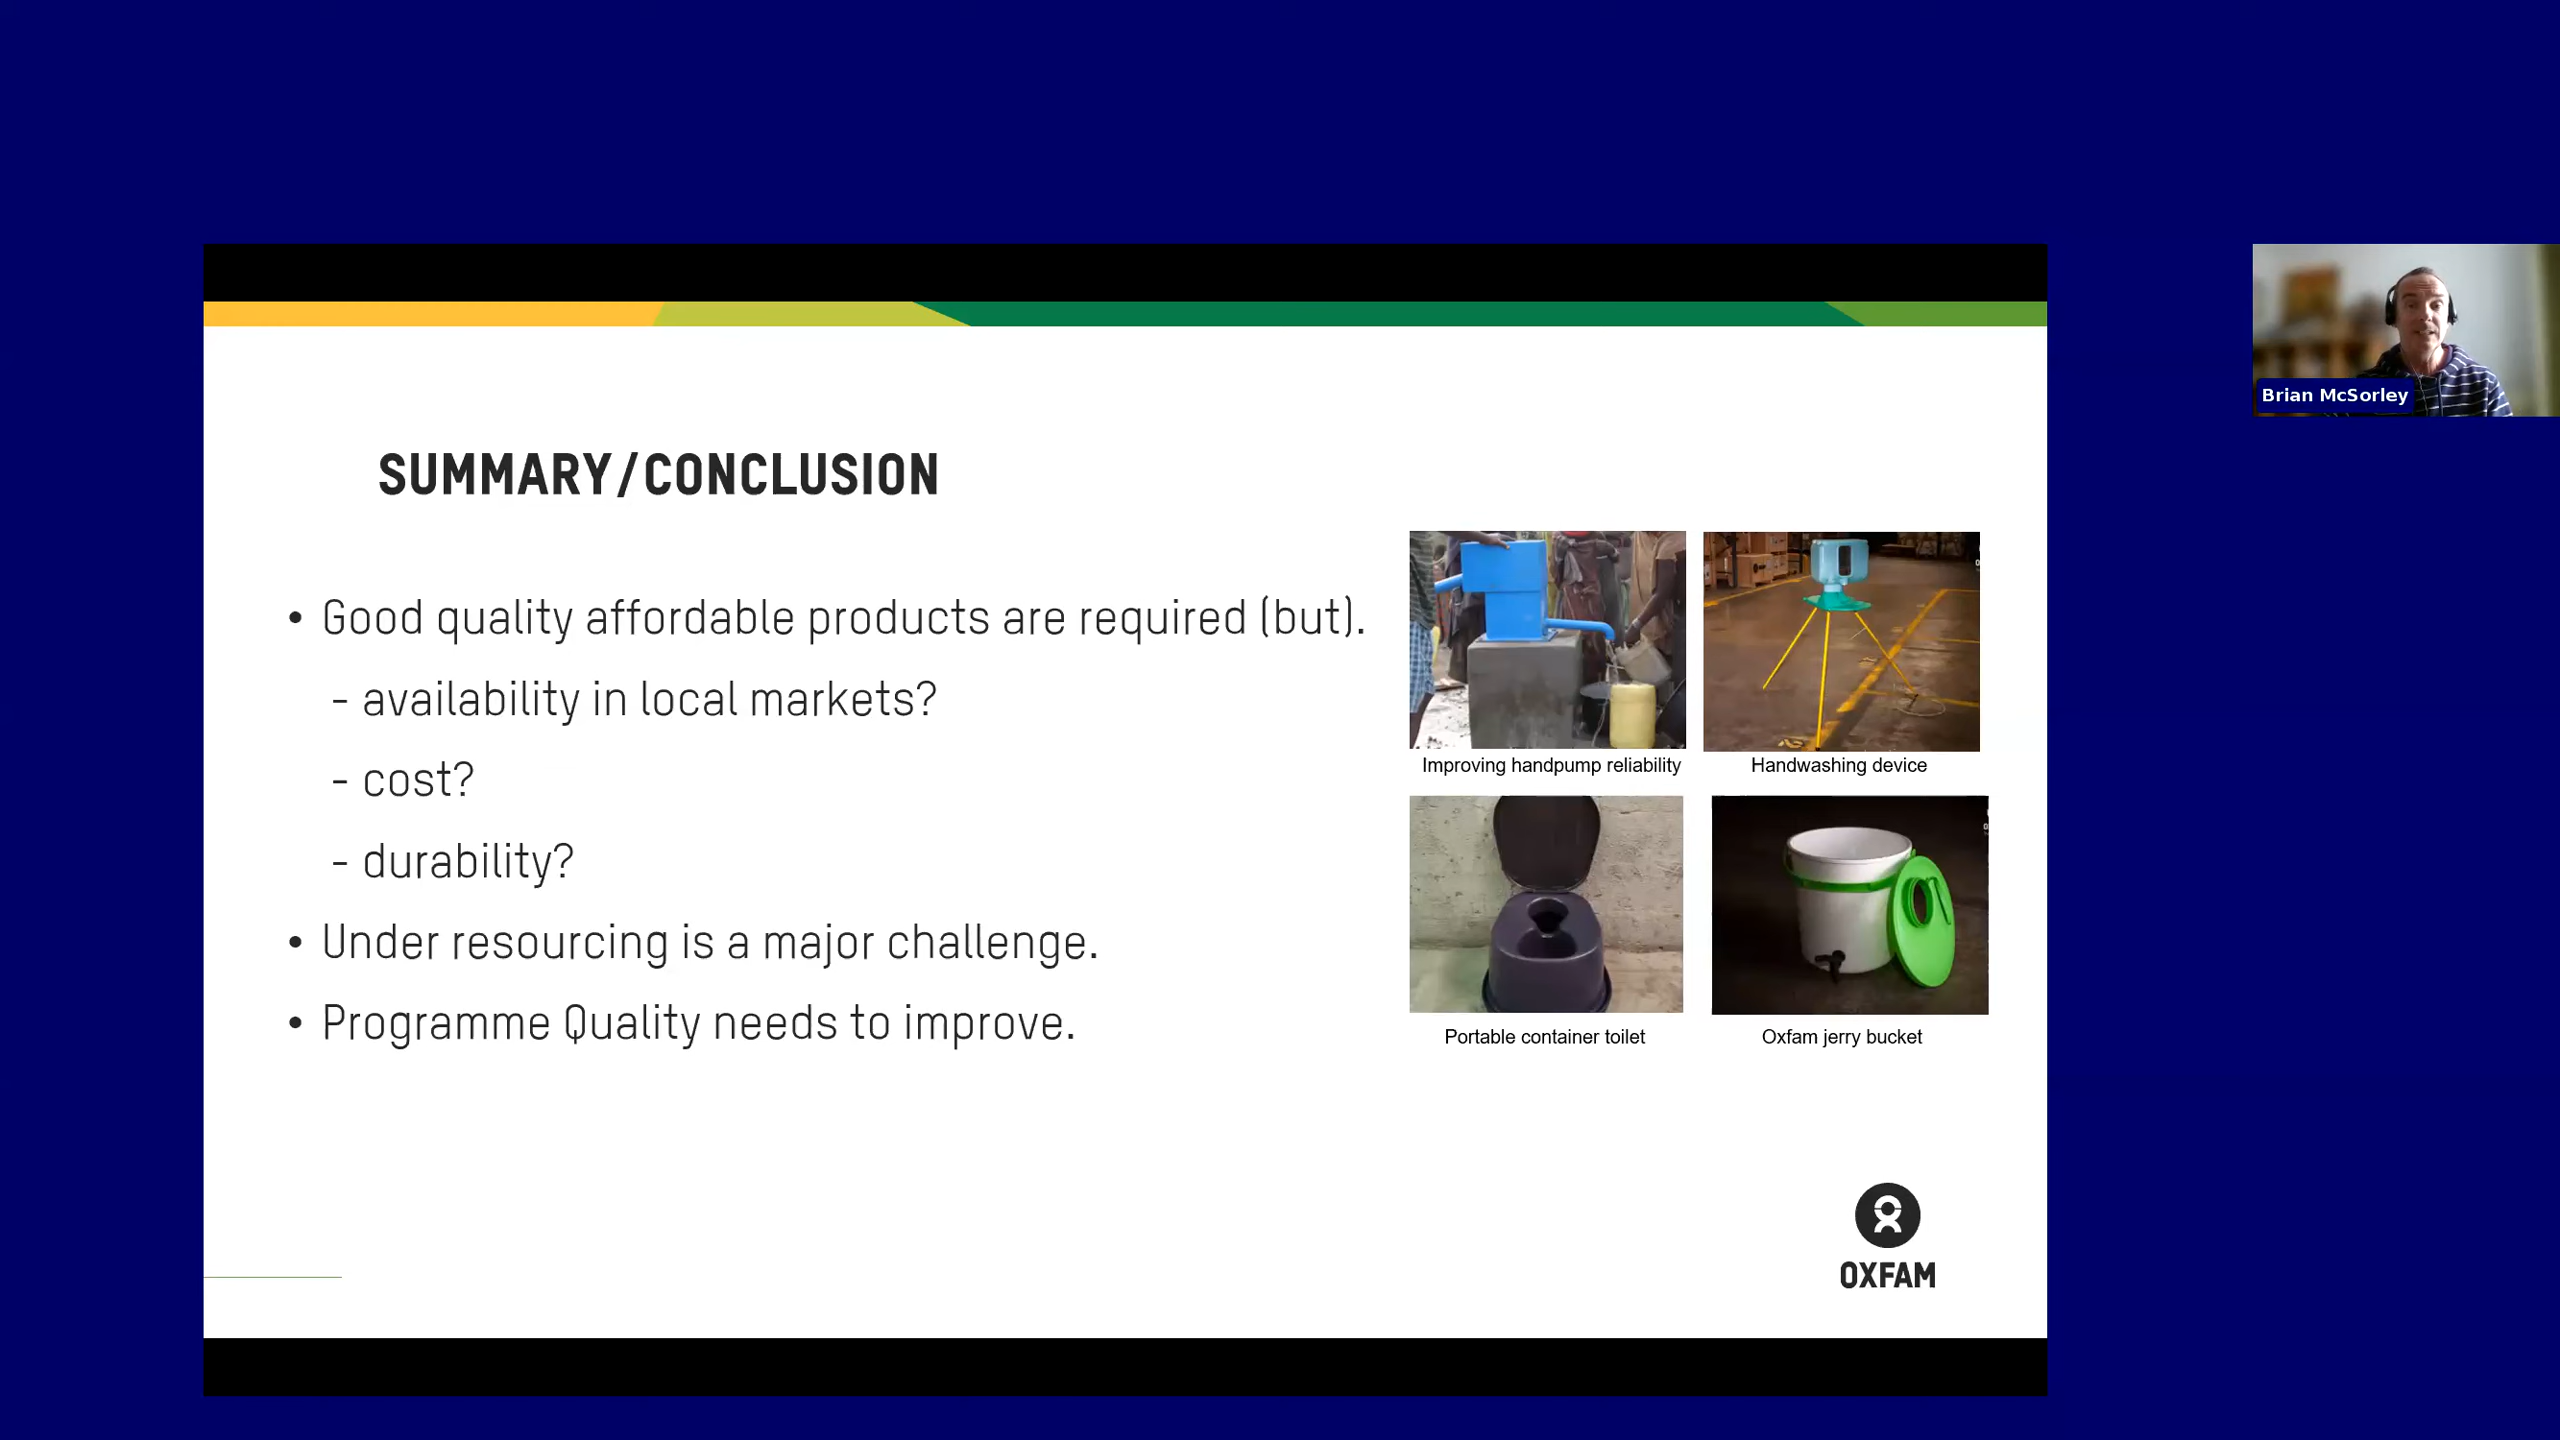 Brian McSorley
SUMMARY/CONCLUSION
• Good quality affordable products are required (but).
- availability in local markets?
- cost?
- durability?
• Under resourcing is a major challenge.
• Programme Quality needs to improve.
Improving handpump reliability
Handwashing device
Portable container toilet
Oxfam jerry bucket
OXFAM